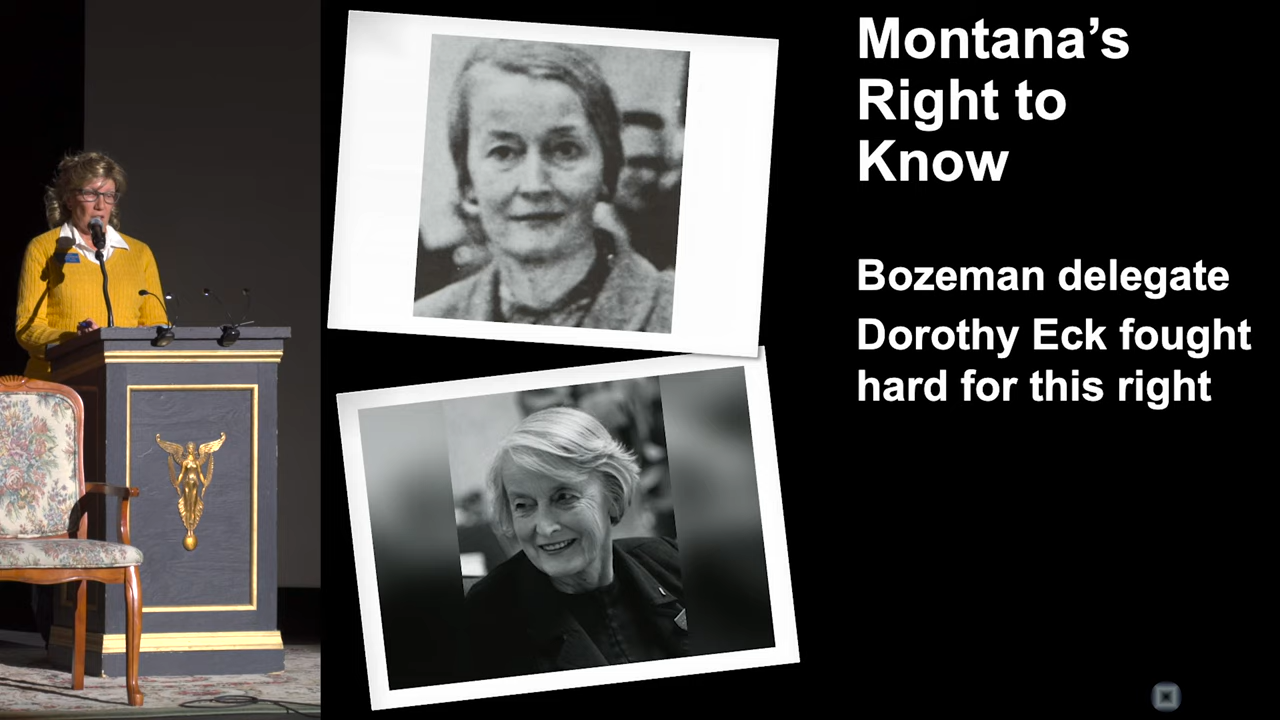 Montana’s
Right to
Know
Bozeman delegate
Dorothy Eck fought
hard for this right